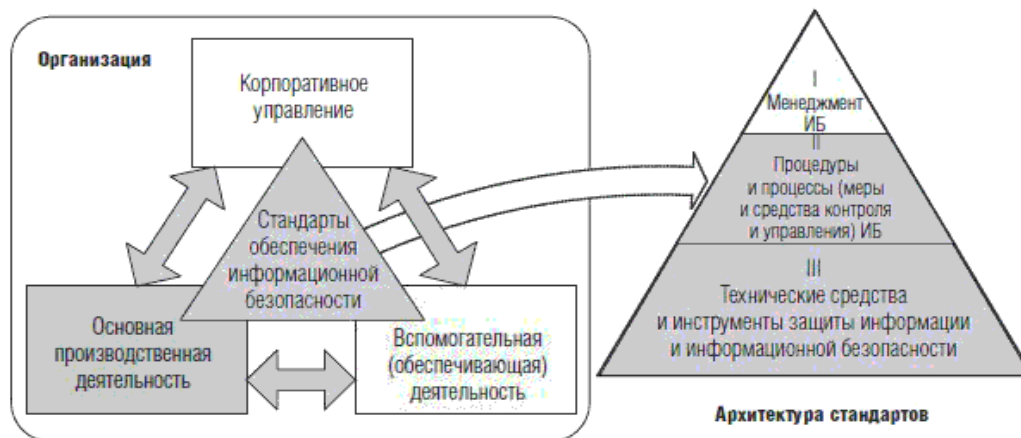 Организация
Корпоративное
управление
Стандарты
обеспечения
информационной
безопасности
Основная
производственная
деятельность
Вспомогательная
(обеспечивающая)
деятельность
I
Менеджмент
ИБ
II
Процедуры
и процессы (меры
и средства контроля
и управления) ИБ
III
Технические средства
и инструменты защиты информации
и информационной безопасности
Архитектура стандартов